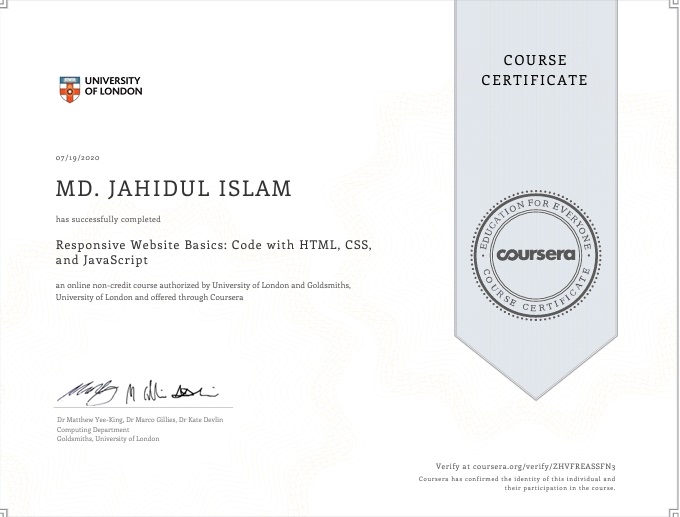 UNIVERSITY
OF LONDON
COURSE
CERTIFICATE
07/19/2020
MD. JAHIDUL ISLAM
has successfully completed
Responsive Website Basics: Code with HTML, CSS,
and JavaScript
an online non-credit course authorized by University of London and Goldsmiths,
University of London and offered through Coursera
EDUCATION FOR EVERYONE
coursera
COURSE CERTIFICATE
Dr Matthew Yee-King, Dr Marco Gillies, Dr Kate Devlin
Computing Department
Goldsmiths, University of London
Verify at coursera.org/verify/ZHVFREASSFN3
Coursera has confirmed the identity of this individual and
their participation in the course.